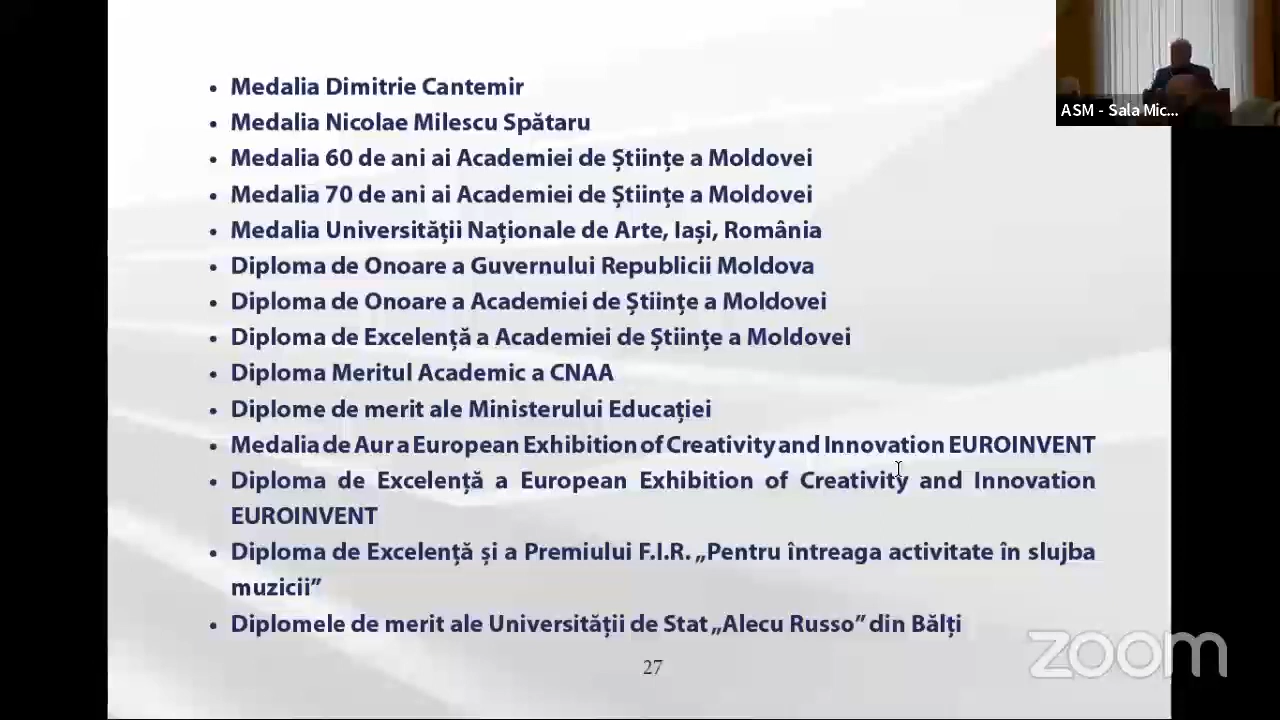 • Medalia Dimitrie Cantemir
• Medalia Nicolae Milescu Spătaru
• Medalia 60 de ani ai Academiei de Științe a Moldovei
• Medalia 70 de ani ai Academiei de Științe a Moldovei
• Medalia Universității Naționale de Arte, Iași, România
• Diploma de Onoare a Guvernului Republicii Moldova
• Diploma de Onoare a Academiei de Științe a Moldovei
• Diploma de Excelență a Academiei de Științe a Moldovei
• Diploma Meritul Academic a CNAA
• Diplome de merit ale Ministerului Educației
• Medalia de Aur a European Exhibition of Creativity and Innovation EUROINVENT
• Diploma de Excelență a European Exhibition of Creativity and Innovation
EUROINVENT
• Diploma de Excelență și a Premiului F.I.R. „Pentru întreaga activitate în slujba
muzicii”
• Diplomele de merit ale Universității de Stat „Alecu Russo” din Bălți
27
ASM - Sala Mic...
zoom